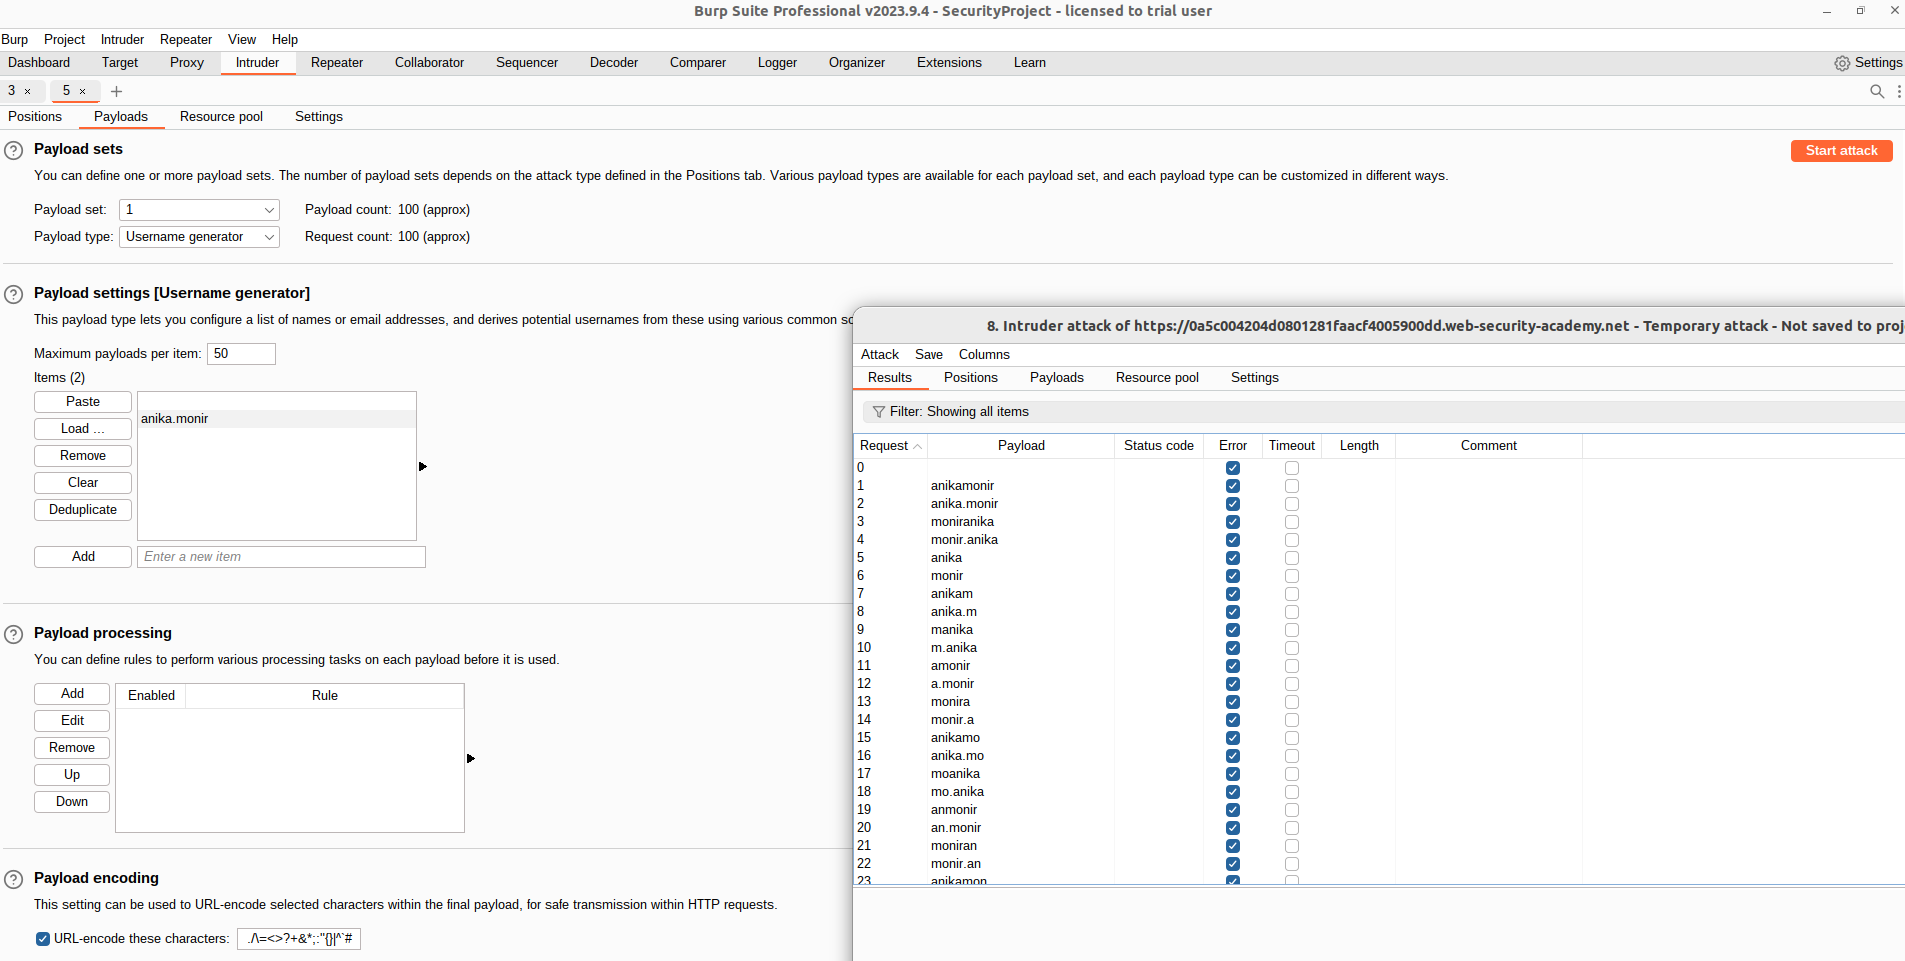 Burp Suite Professional v2023.9.4 - SecurityProject - licensed to trial user
Burp Project Intruder Repeater View Help
Dashboard Target Proxy Intruder Repeater Collaborator Sequencer Decoder Comparer Logger Organizer Extensions Learn Settings
3 × 5 × +
Positions Payloads Resource pool Settings
? Payload sets
Start attack
You can define one or more payload sets. The number of payload sets depends on the attack type defined in the Positions tab. Various payload types are available for each payload set, and each payload type can be customized in different ways.
Payload set: 1 Payload count: 100 (approx)
Payload type: Username generator Request count: 100 (approx)
? Payload settings [Username generator]
This payload type lets you configure a list of names or email addresses, and derives potential usernames from these using various common sc
Maximum payloads per item: 50
Items (2)
Paste
Load ...
Remove
Clear
Deduplicate
anika.monir
Add Enter a new item
? Payload processing
You can define rules to perform various processing tasks on each payload before it is used.
Add
Edit
Remove
Up
Down
Enabled Rule
? Payload encoding
This setting can be used to URL-encode selected characters within the final payload, for safe transmission within HTTP requests.
URL-encode these characters: ./\=<>?+&*;:"{}|^`#
8. Intruder attack of https://0a5c004204d0801281faacf4005900dd.web-security-academy.net - Temporary attack - Not saved to proj
Attack Save Columns
Results Positions Payloads Resource pool Settings
Filter: Showing all items
Request Payload Status code Error Timeout Length Comment
0
1 anikamonir
2 anika.monir
3 moniranika
4 monir.anika
5 anika
6 monir
7 anikam
8 anika.m
9 manika
10 m.anika
11 amonir
12 a.monir
13 monira
14 monir.a
15 anikamo
16 anika.mo
17 moanika
18 mo.anika
19 anmonir
20 an.monir
21 moniran
22 monir.an
23 anikamon